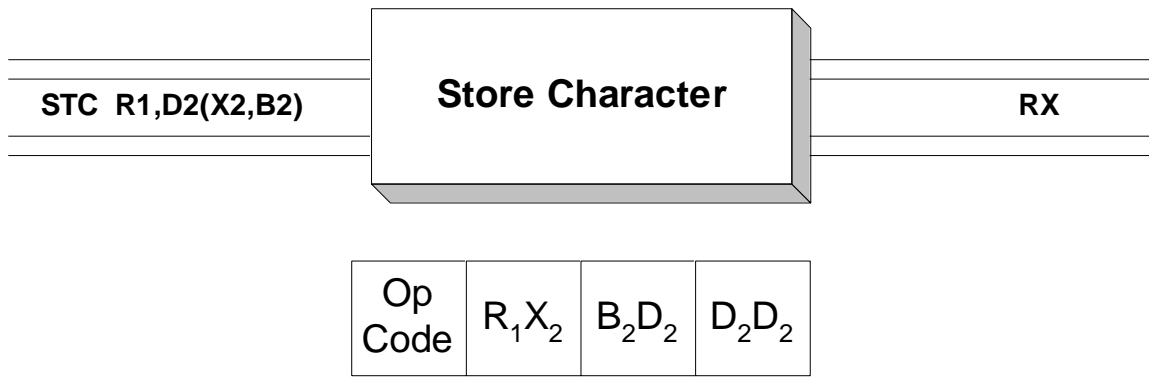 STC R1,D2(X2,B2)
Store Character
RX
Op
Code
R₁X₂
B₂D₂
D₂D₂